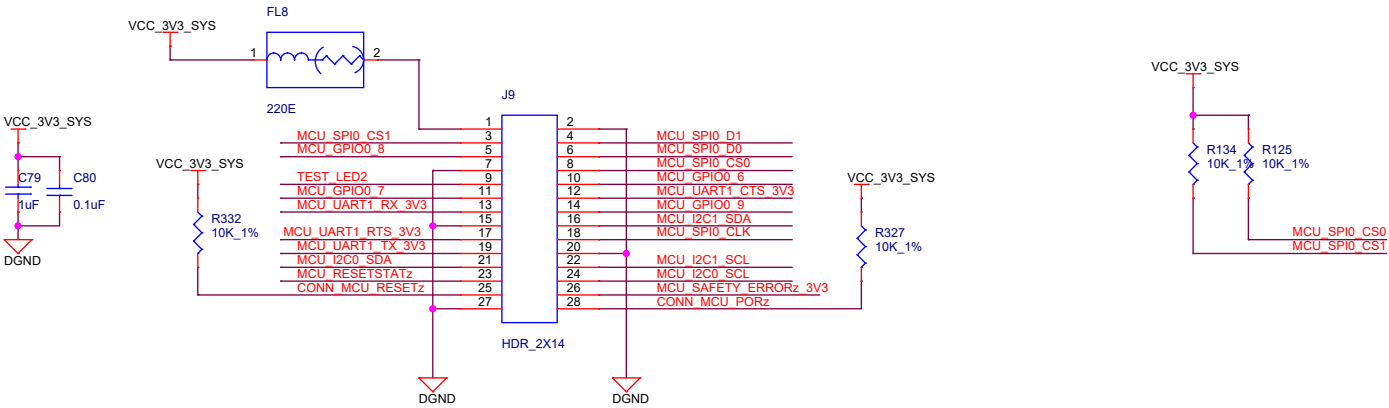 FL8
VCC_3V3_SYS
1
2
220E
VCC_3V3_SYS
C79
1uF
C80
0.1uF
DGND
VCC_3V3_SYS
R332
10K_1%
J9
1 2
MCU_SPI0_CS1 3 4 MCU_SPI0_D1
MCU_GPIO0_8 5 6 MCU_SPI0_D0
7 8 MCU_SPI0_CS0
TEST_LED2 9 10 MCU_GPIO0_6
MCU_GPIO0_7 11 12 MCU_UART1_CTS_3V3
MCU_UART1_RX_3V3 13 14 MCU_GPIO0_9
15 16 MCU_I2C1_SDA
MCU_UART1_RTS_3V3 17 18 MCU_SPI0_CLK
MCU_UART1_TX_3V3 19 20
MCU_I2C0_SDA 21 22 MCU_I2C1_SCL
MCU_RESETSTATz 23 24 MCU_I2C0_SCL
CONN_MCU_RESETz 25 26 MCU_SAFETY_ERRORz_3V3
27 28 CONN_MCU_PORz
HDR_2X14
DGND
DGND
VCC_3V3_SYS
R327
10K_1%
VCC_3V3_SYS
R134
10K_1%
R125
10K_1%
MCU_SPI0_CS0
MCU_SPI0_CS1